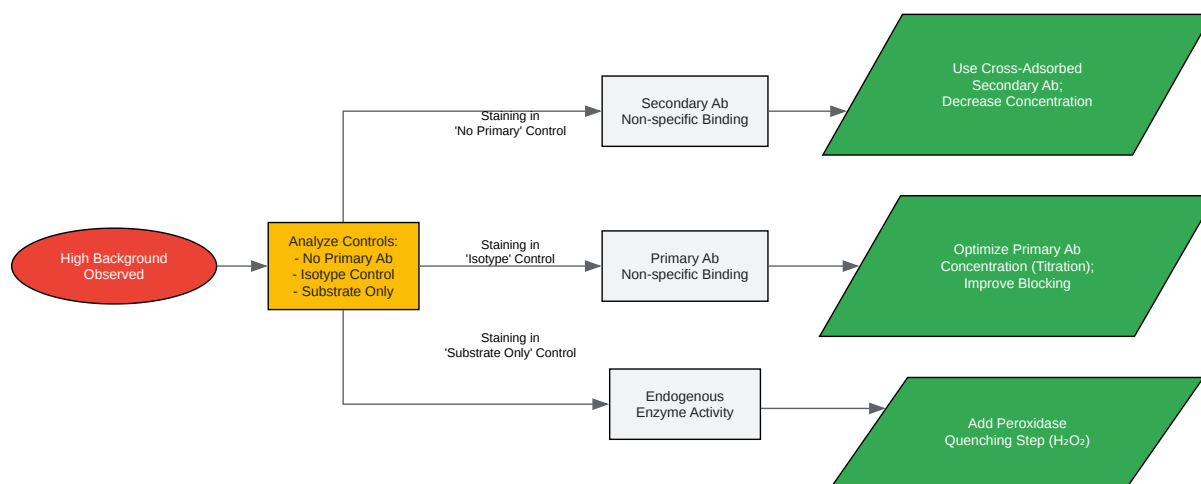 High Background
Observed
Analyze Controls:
- No Primary Ab
- Isotype Control
- Substrate Only
Staining in
'No Primary' Control
Secondary Ab
Non-specific Binding
Use Cross-Adsorbed
Secondary Ab;
Decrease Concentration
Staining in
'Isotype' Control
Primary Ab
Non-specific Binding
Optimize Primary Ab
Concentration (Titration);
Improve Blocking
Staining in
'Substrate Only' Control
Endogenous
Enzyme Activity
Add Peroxidase
Quenching Step (H₂O₂)